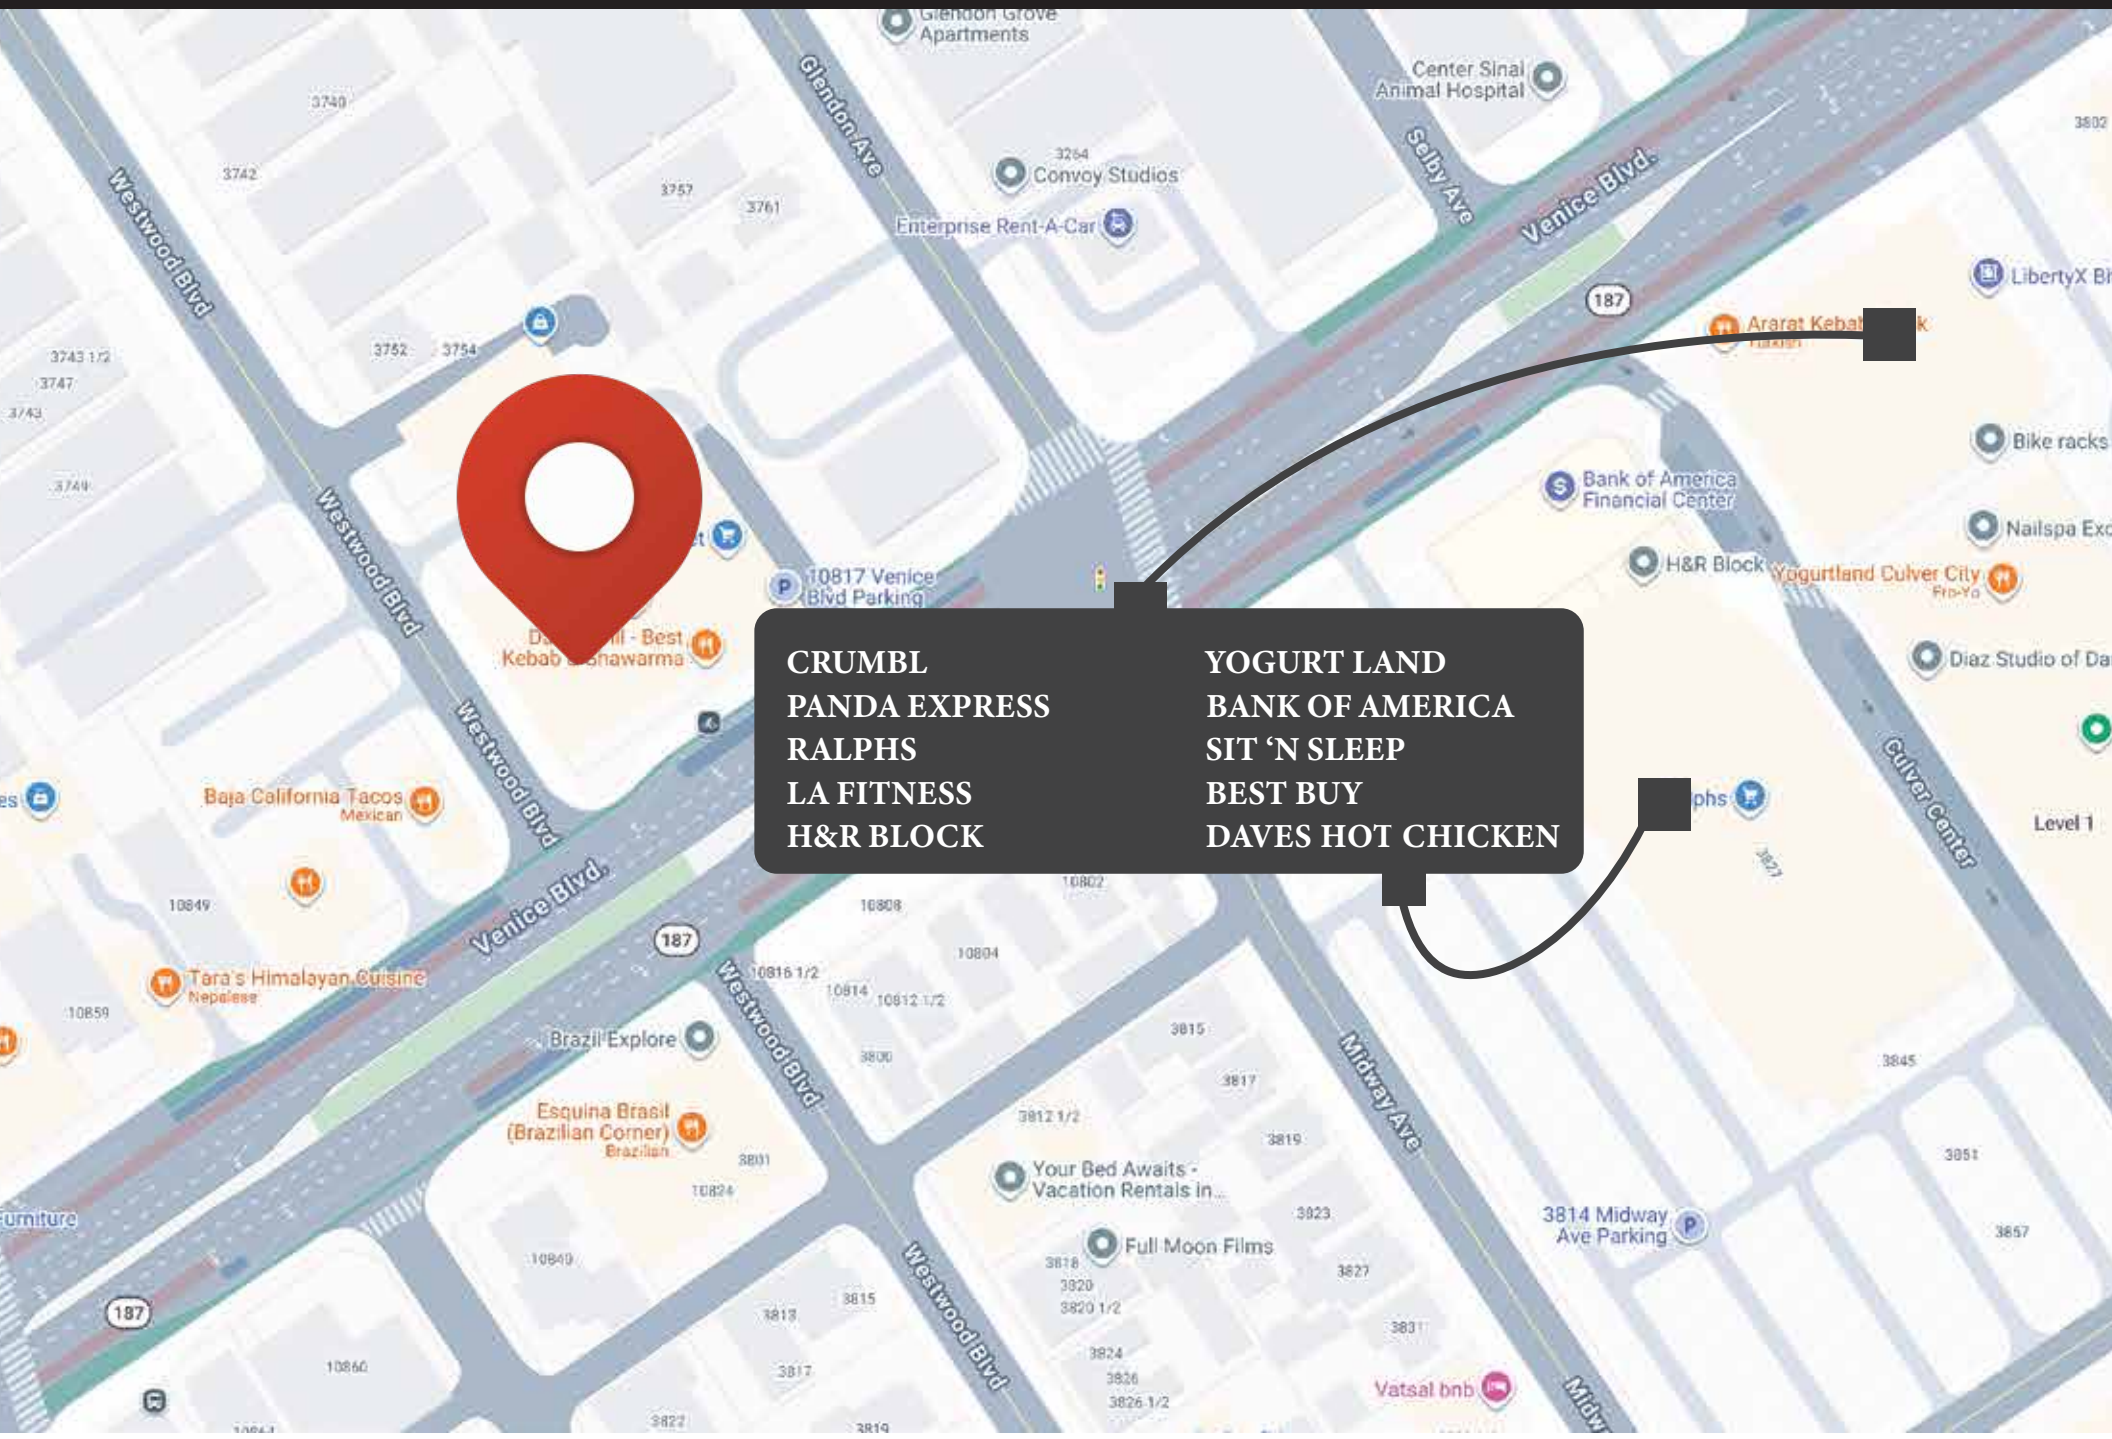 Glendon Grove
Apartments
Center Sinai
Animal Hospital
3740
Glendon Ave
3802
Selby Ave
3264
Convoy Studios
Venice Blvd.
3742
3757
3761
Westwood Blvd
Enterprise Rent-A-Car
LibertyX
187
Ararat
3752
3754
3743 1/2
3747
3743
Bike racks
Bank of America
Financial Center
3749
Westwood Blvd
Nailspa
H&R Block
Yogurtland Culver City
Fro-Yo
P
10817 Venice
Blvd Parking
- Best
Kebab
Shawarma
Diaz Studio of
CRUMBL
PANDA EXPRESS
RALPHS
LA FITNESS
H&R BLOCK
YOGURT LAND
BANK OF AMERICA
SIT ‘N SLEEP
BEST BUY
DAVES HOT CHICKEN
Westwood Blvd
Culver Center
Baja California Tacos
Mexican
Level 1
3827
10849
Venice Blvd.
187
10802
10808
10804
Tara's Himalayan Cuisine
Nepalese
Westwood Blvd
10816 1/2
10814
10812 1/2
10859
Brazil Explore
3800
3815
Midway Ave
3845
3817
Esquina Brasil
(Brazilian Corner)
Brazilian
3812 1/2
3819
3801
3851
10824
Your Bed Awaits -
Vacation Rentals in...
3814 Midway
Ave Parking
P
3823
3857
Full Moon Films
10840
Westwood Blvd
3818
3820
3820 1/2
3827
187
3813
3815
3831
3824
3826
3826 1/2
10860
3817
Vatsal bnb
3822
3819